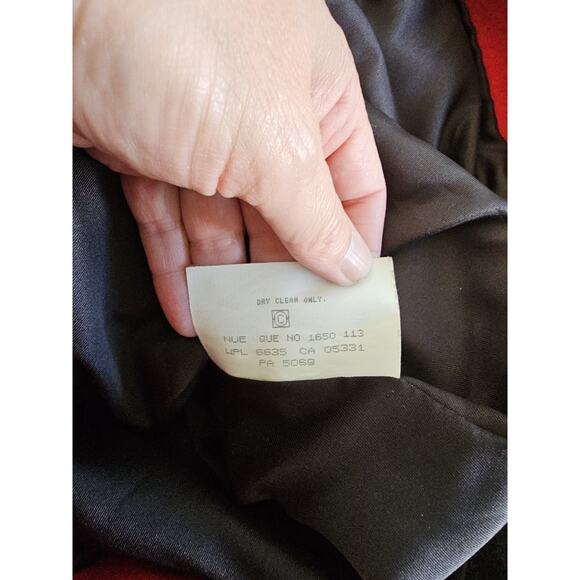 DRY CLEAN ONLY.
C
NUE QUE NO 1650 113
WPL 6635 CA 05331
PA 5069